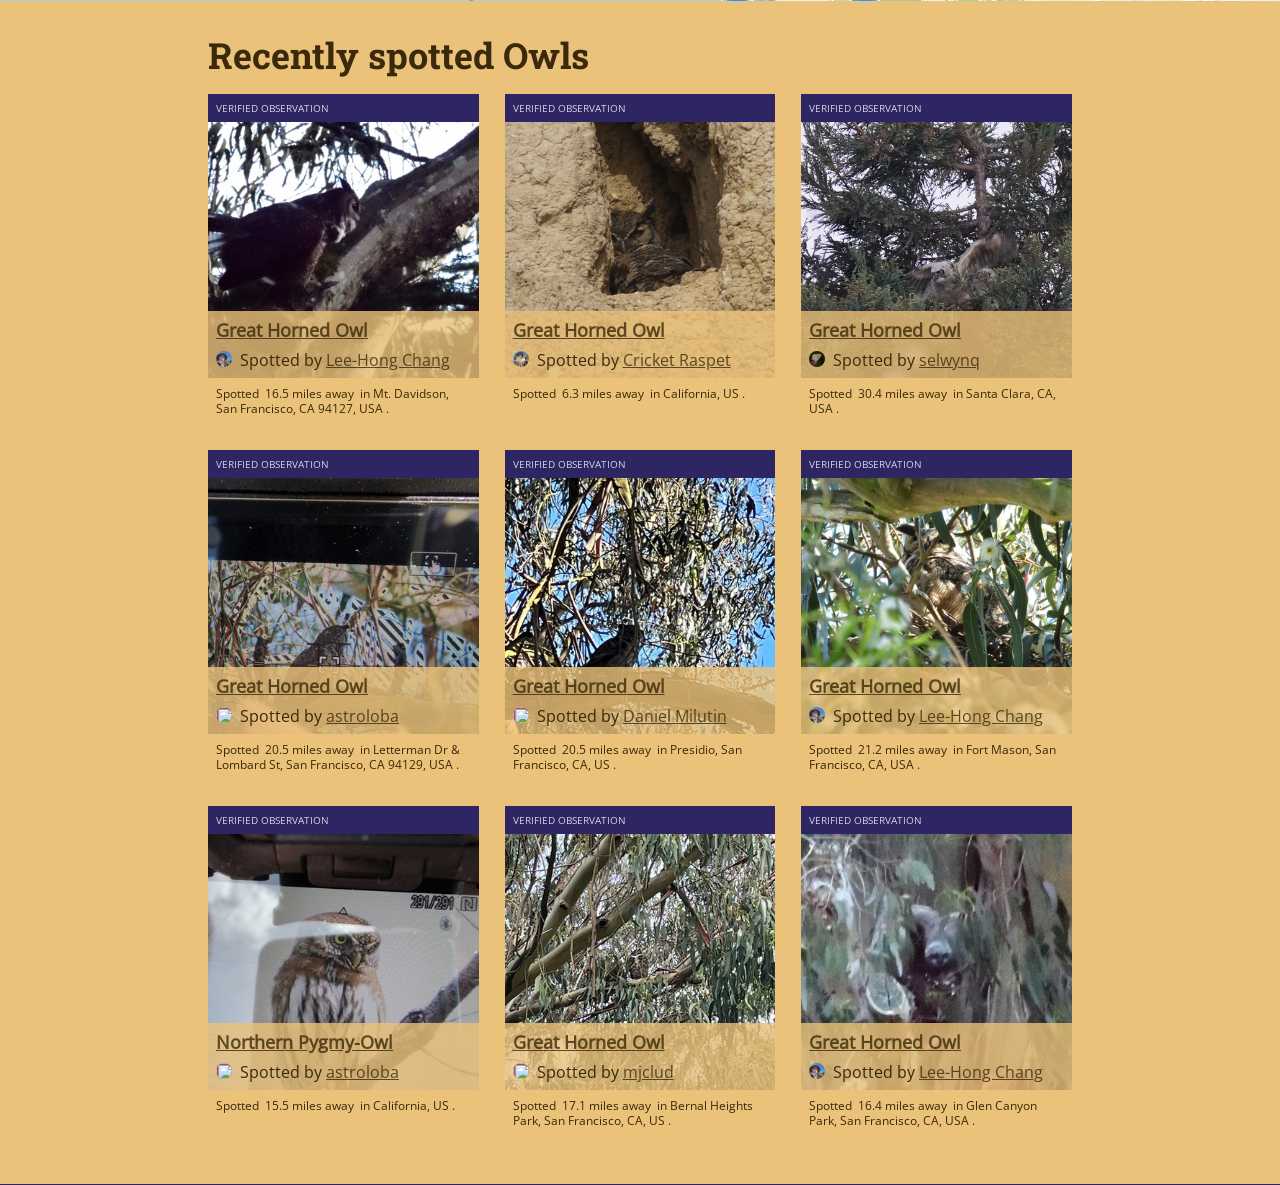 Recently spotted Owls
VERIFIED OBSERVATION
Great Horned Owl
Spotted by Lee-Hong Chang
Spotted 16.5 miles away in Mt. Davidson,
San Francisco, CA 94127, USA .
VERIFIED OBSERVATION
Great Horned Owl
Spotted by Cricket Raspet
Spotted 6.3 miles away in California, US .
VERIFIED OBSERVATION
Great Horned Owl
Spotted by selwynq
Spotted 30.4 miles away in Santa Clara, CA,
USA .
VERIFIED OBSERVATION
Great Horned Owl
Spotted by astroloba
Spotted 20.5 miles away in Letterman Dr &
Lombard St, San Francisco, CA 94129, USA .
VERIFIED OBSERVATION
Great Horned Owl
Spotted by Daniel Milutin
Spotted 20.5 miles away in Presidio, San
Francisco, CA, US .
VERIFIED OBSERVATION
Great Horned Owl
Spotted by Lee-Hong Chang
Spotted 21.2 miles away in Fort Mason, San
Francisco, CA, USA .
VERIFIED OBSERVATION
291/291 N
Northern Pygmy-Owl
Spotted by astroloba
Spotted 15.5 miles away in California, US .
VERIFIED OBSERVATION
Great Horned Owl
Spotted by mjclud
Spotted 17.1 miles away in Bernal Heights
Park, San Francisco, CA, US .
VERIFIED OBSERVATION
Great Horned Owl
Spotted by Lee-Hong Chang
Spotted 16.4 miles away in Glen Canyon
Park, San Francisco, CA, USA .